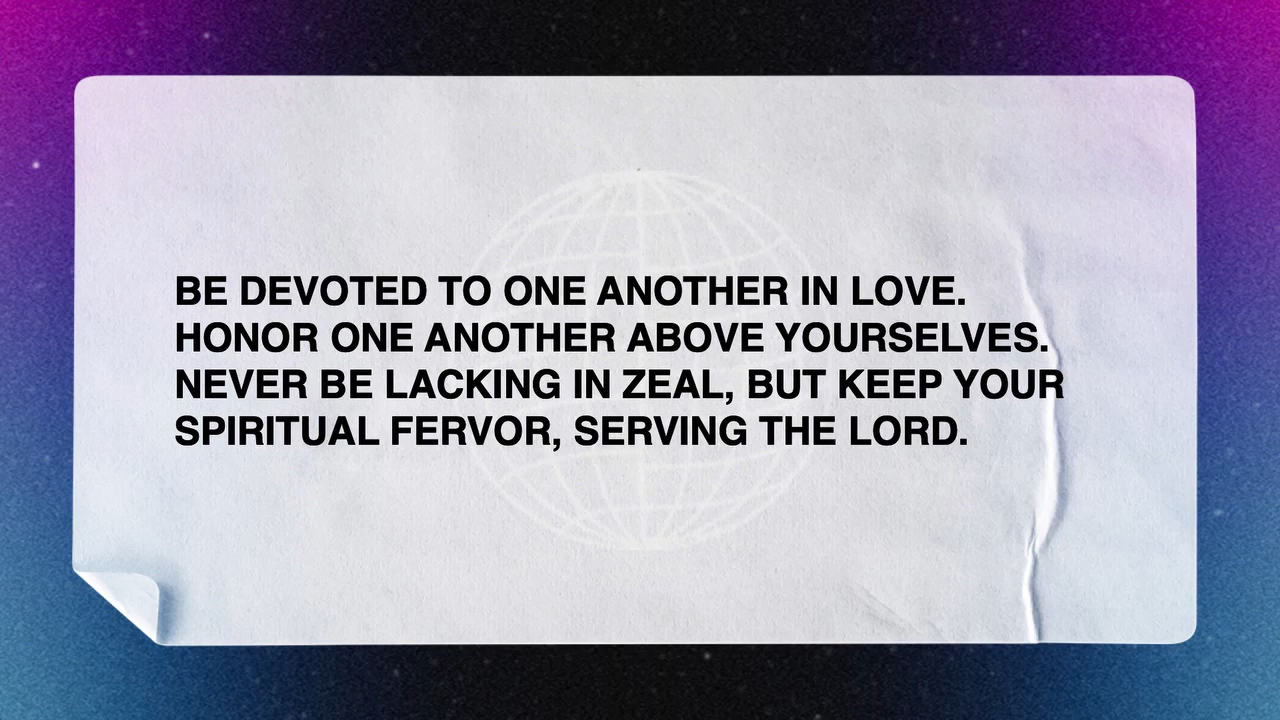 BE DEVOTED TO ONE ANOTHER IN LOVE.
HONOR ONE ANOTHER ABOVE YOURSELVES.
NEVER BE LACKING IN ZEAL, BUT KEEP YOUR
SPIRITUAL FERVOR, SERVING THE LORD.